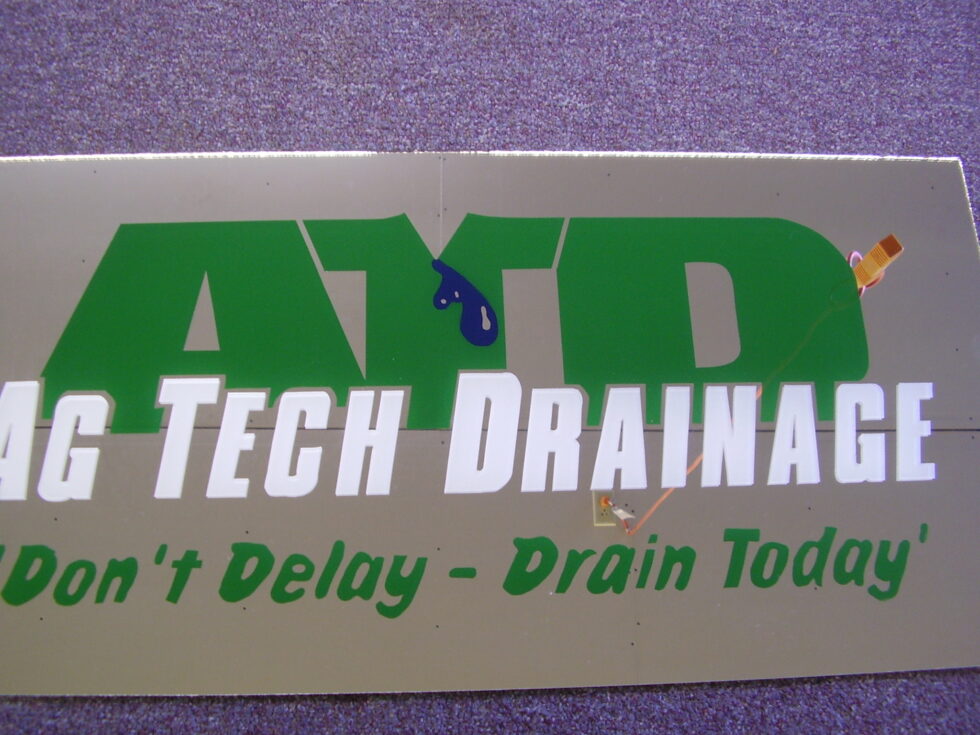 ATD
AG TECH DRAINAGE
'Don't Delay - Drain Today'